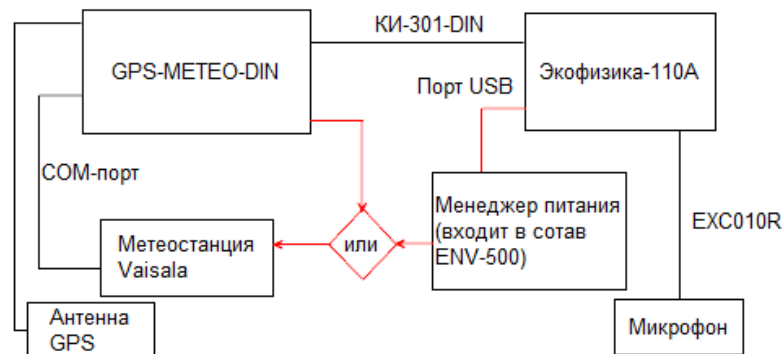 КИ-301-DIN
GPS-METEO-DIN
Экофизика-110А
Порт USB
COM-порт
Менеджер питания
(входит в сотав
ENV-500)
EXC010R
Метеостанция
Vaisala
или
Антенна
GPS
Микрофон